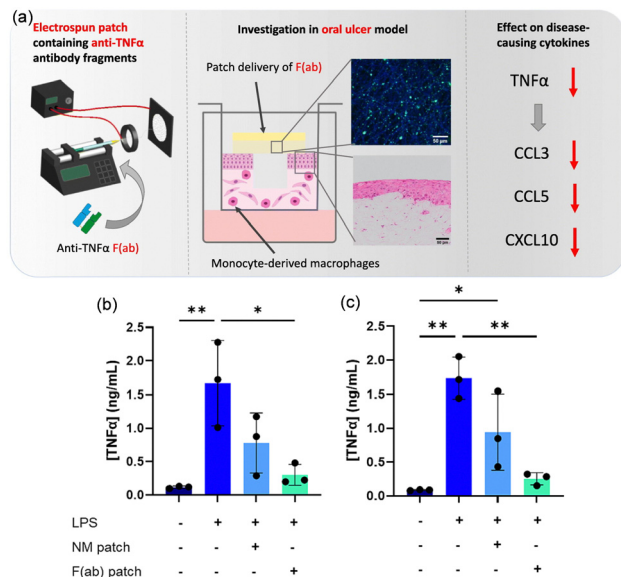 (a)
Electrospun patch
containing anti-TNFα
antibody fragments
Anti-TNFα F(ab)
Investigation in oral ulcer model
Patch delivery of F(ab)
50 μm
Monocyte-derived macrophages
Effect on disease-
causing cytokines
TNFα
CCL3
CCL5
CXCL10
(b)
** *
[TNFα] (ng/mL)
2.5
2.0
1.5
1.0
0.5
0.0
(c)
*
** **
[TNFα] (ng/mL)
2.5
2.0
1.5
1.0
0.5
0.0
LPS - + + + - + + +
NM patch - - + - - - + -
F(ab) patch - - - + - - - +